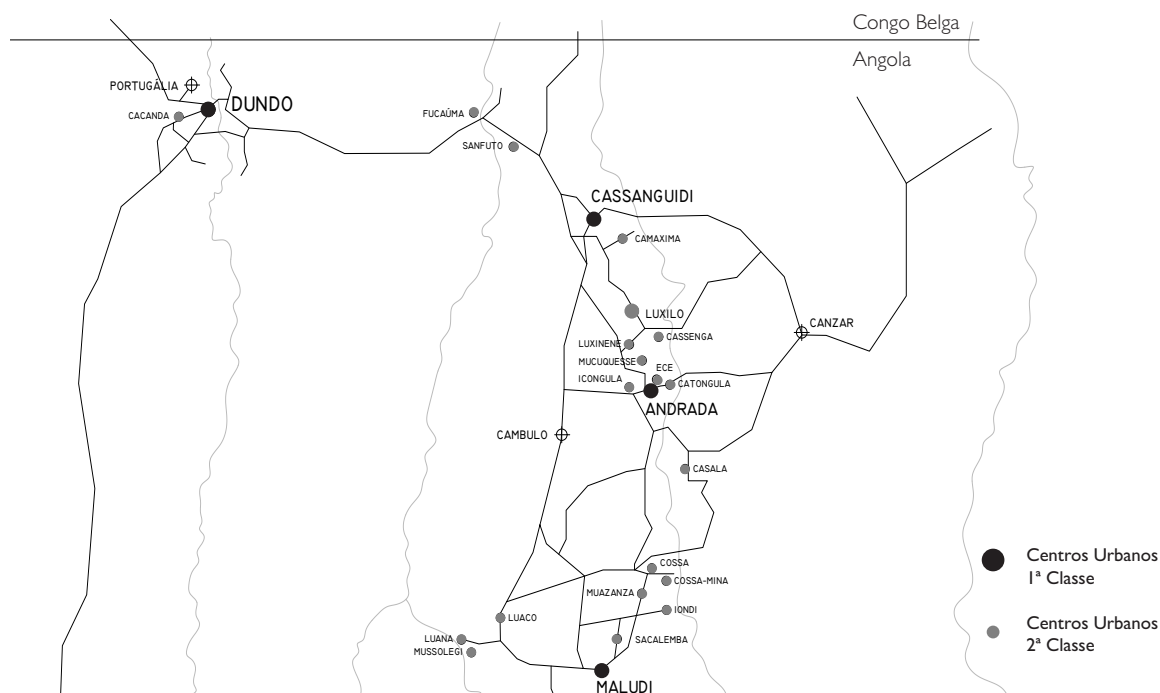 Congo Belga
Angola
PORTUGÁLIA
DUNDO
CACANDA
FUCAÚMA
SANFUTO
CASSANGUIDI
CAMAXIMA
LUXILO
CANZAR
CASSENGA
LUXINENE
MUCUQUESSE
ECE
ICONGULA
CATONGULA
ANDRADA
CAMBULO
CASALA
COSSA
COSSA-MINA
MUAZANZA
IONDI
LUACO
LUANA
SACALEMBA
MUSSOLEGI
MALUDI
Centros Urbanos
1ª Classe
Centros Urbanos
2ª Classe